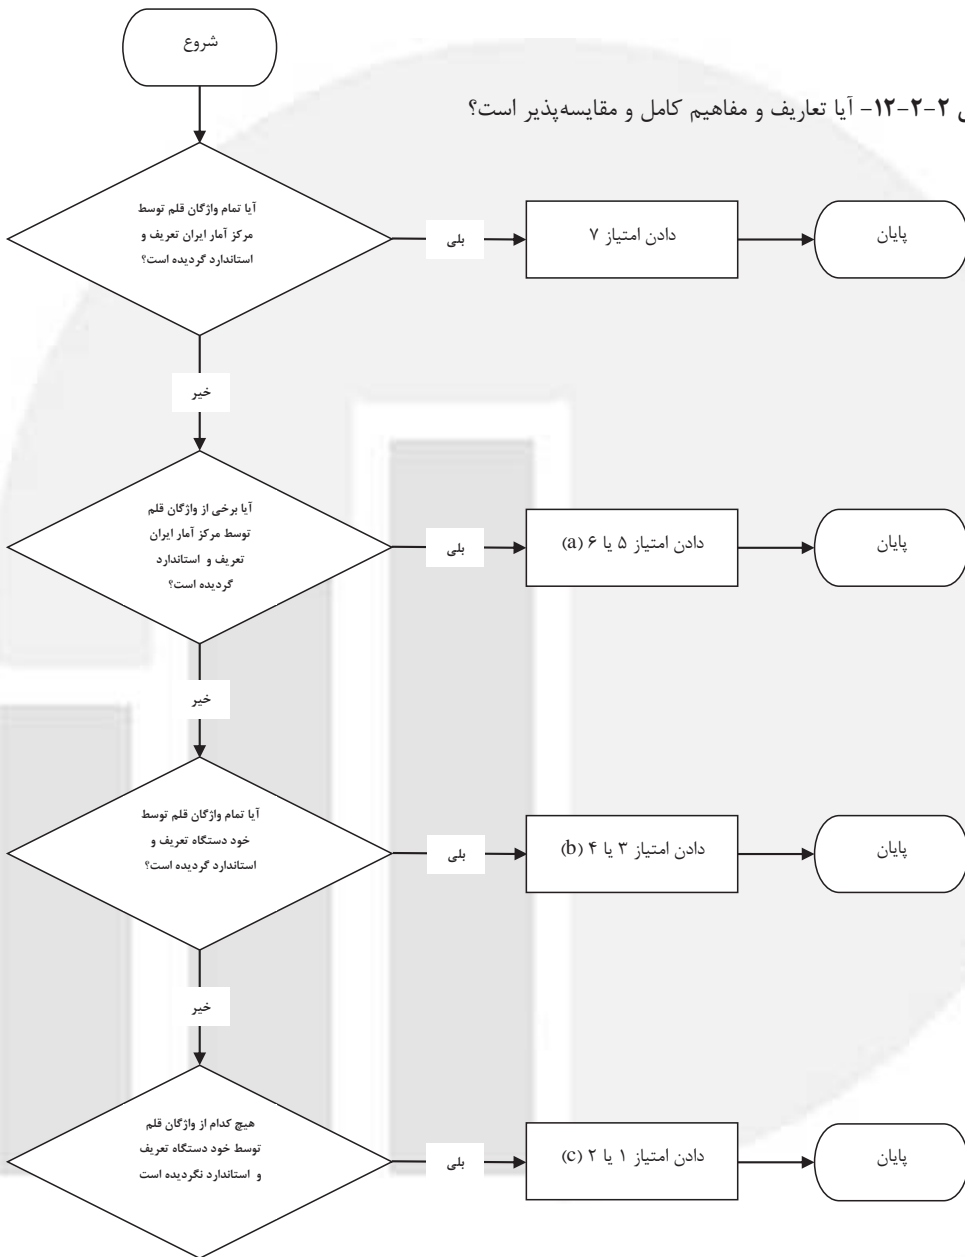 شروع
۱۲-۲-۲- آیا تعاریف و مفاهیم کامل و مقایسه‌پذیر است؟
آیا تمام واژگان قلم توسط
مرکز آمار ایران تعریف و
استاندارد گردیده است؟
بلی
دادن امتیاز ۷
پایان
خیر
آیا برخی از واژگان قلم
توسط مرکز آمار ایران
تعریف و استاندارد
گردیده است؟
بلی
دادن امتیاز ۵ یا ۶ (a)
پایان
خیر
آیا تمام واژگان قلم توسط
خود دستگاه تعریف و
استاندارد گردیده است؟
بلی
دادن امتیاز ۳ یا ۴ (b)
پایان
خیر
هیچ کدام از واژگان قلم
توسط خود دستگاه تعریف
و استاندارد نگردیده است
بلی
دادن امتیاز ۱ یا ۲ (c)
پایان